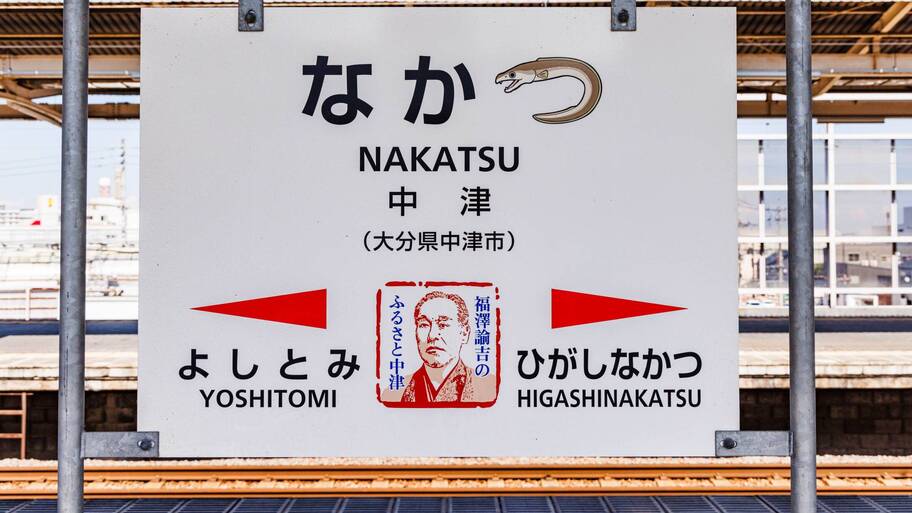 なかつ
NAKATSU
中津
（大分県中津市）
よしとみ
YOSHITOMI
福澤諭吉の
ふるさと中津
ひがしなかつ
HIGASHINAKATSU